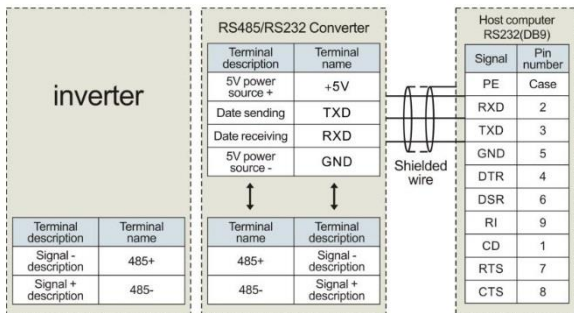 inverter
Terminal description Terminal name
Signal - description 485+
Signal + description 485-
RS485/RS232 Converter
Terminal description Terminal name
5V power source + +5V
Date sending TXD
Date receiving RXD
5V power source - GND
Terminal name Terminal description
485+ Signal - description
485- Signal + description
Shielded
wire
Host computer
RS232(DB9)
Signal Pin number
PE Case
RXD 2
TXD 3
GND 5
DTR 4
DSR 6
RI 9
CD 1
RTS 7
CTS 8